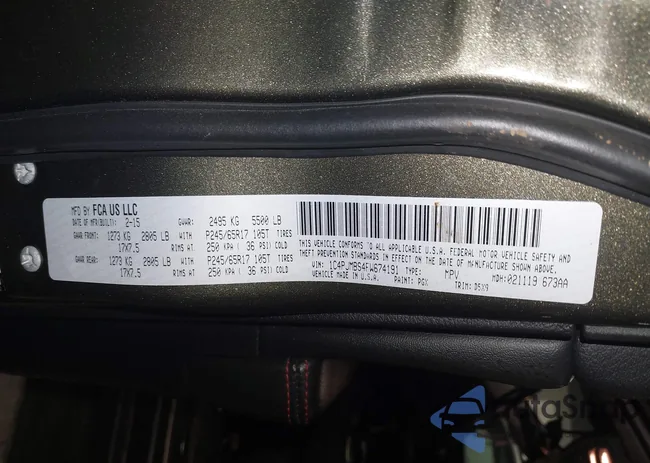 MFD BY FCA US LLC
DATE OF MFR(BUILT) 2-15 GVWR: 2495 KG 5500 LB
GAWR FRONT: 1273 KG 2805 LB WITH P245/65R17 105T TIRES
17X7.5 RIMS AT 250 KPA( 36 PSI) COLD
GAWR REAR: 1273 KG 2805 LB WITH P245/65R17 105T TIRES
17X7.5 RIMS AT 250 KPA( 36 PSI) COLD
THIS VEHICLE CONFORMS TO ALL APPLICABLE U.S.A. FEDERAL MOTOR VEHICLE SAFETY AND
THEFT PREVENTION STANDARDS IN EFFECT ON THE DATE OF MANUFACTURE SHOWN ABOVE.
VIN: TYPE: MPV MDH:021119 673AA
VEHICLE MADE IN U.S.A. PAINT: PGX TRIM: D5X9